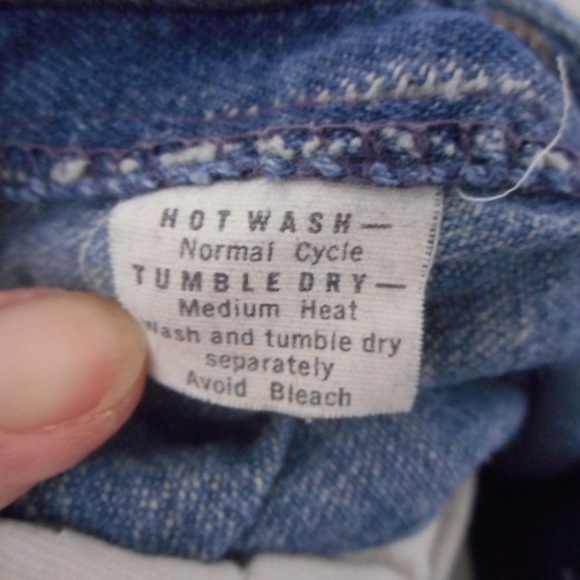 HOT WASH—
Normal Cycle
TUMBLE DRY—
Medium Heat
Wash and tumble dry
separately
Avoid Bleach